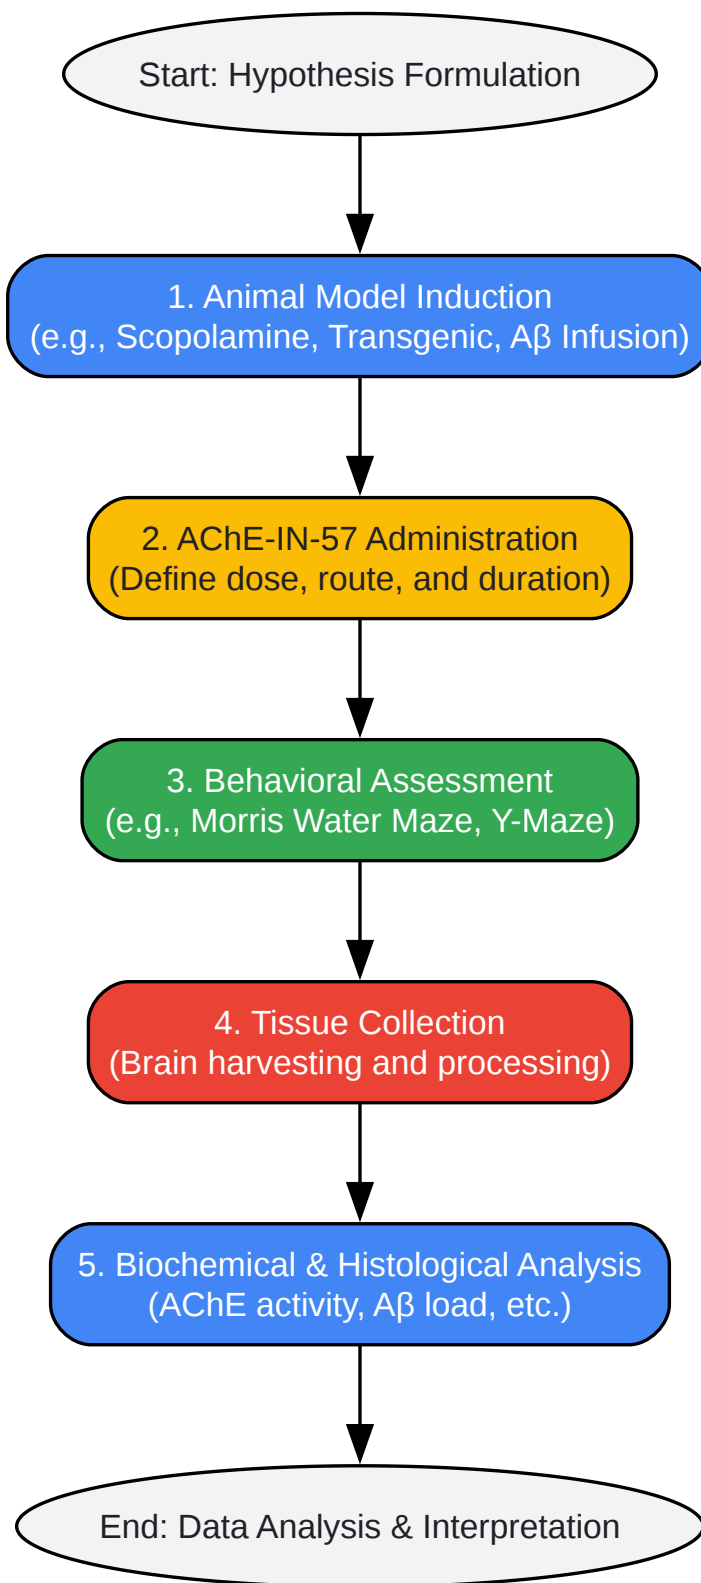 Start: Hypothesis Formulation
1. Animal Model Induction
(e.g., Scopolamine, Transgenic, Aβ Infusion)
2. AChE-IN-57 Administration
(Define dose, route, and duration)
3. Behavioral Assessment
(e.g., Morris Water Maze, Y-Maze)
4. Tissue Collection
(Brain harvesting and processing)
5. Biochemical & Histological Analysis
(AChE activity, Aβ load, etc.)
End: Data Analysis & Interpretation